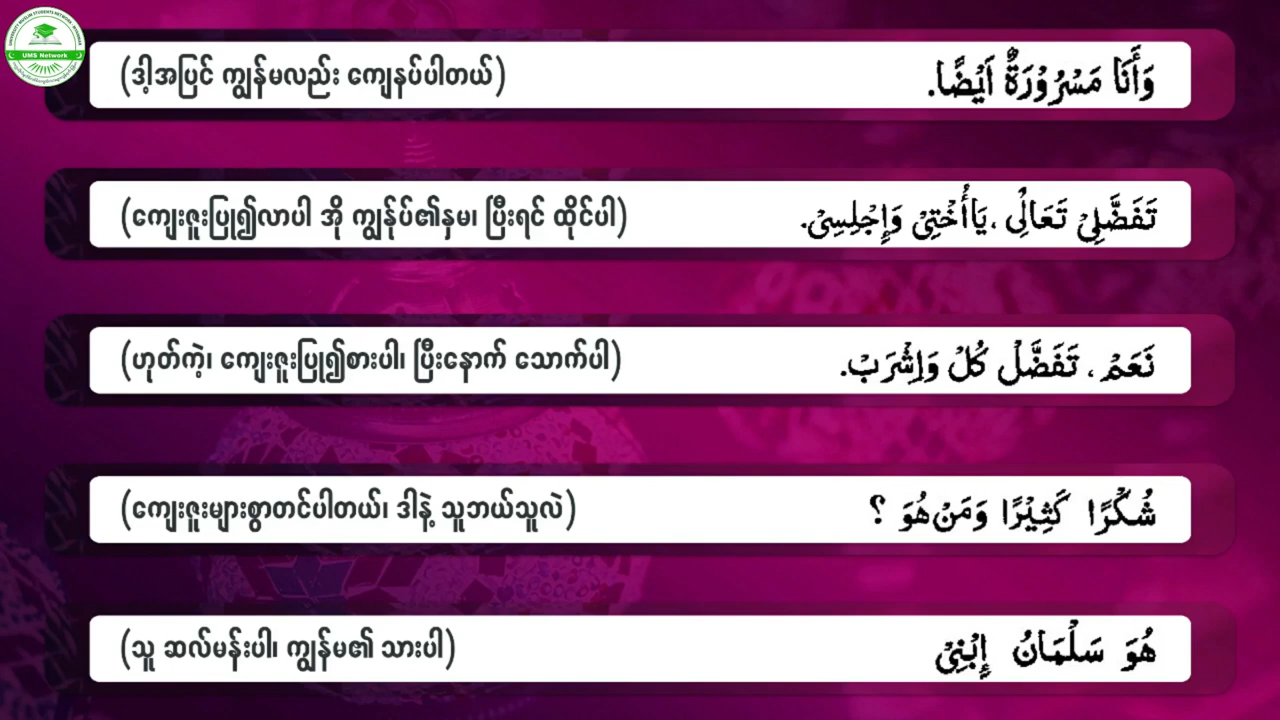 UMS Network
(ဒါ့အပြင် ကျွန်မလည်း ကျေနပ်ပါတယ်) وَأَنَا مَسْرُوْرَةٌ اَيْضًا.
(ကျေးဇူးပြု၍လာပါ အို ကျွန်ုပ်၏နှမ၊ ပြီးရင် ထိုင်ပါ) تَفَضَّلِيْ تَعَالِى ، يَاأُخْتِيْ وَإِجْلِسِيْ.
(ဟုတ်ကဲ့၊ ကျေးဇူးပြု၍စားပါ၊ ပြီးနောက် သောက်ပါ) نَعَمْ ، تَفَضَّلْ كُلْ وَاِشْرَبْ.
(ကျေးဇူးများစွာတင်ပါတယ်၊ ဒါနဲ့ သူဘယ်သူလဲ) شُكْرًا كَثِيْرًا وَمَنْ هُوَ ؟
(သူ ဆလ်မန်းပါ၊ ကျွန်မ၏ သားပါ) هُوَ سَلْمَانُ إِبْنِيْ